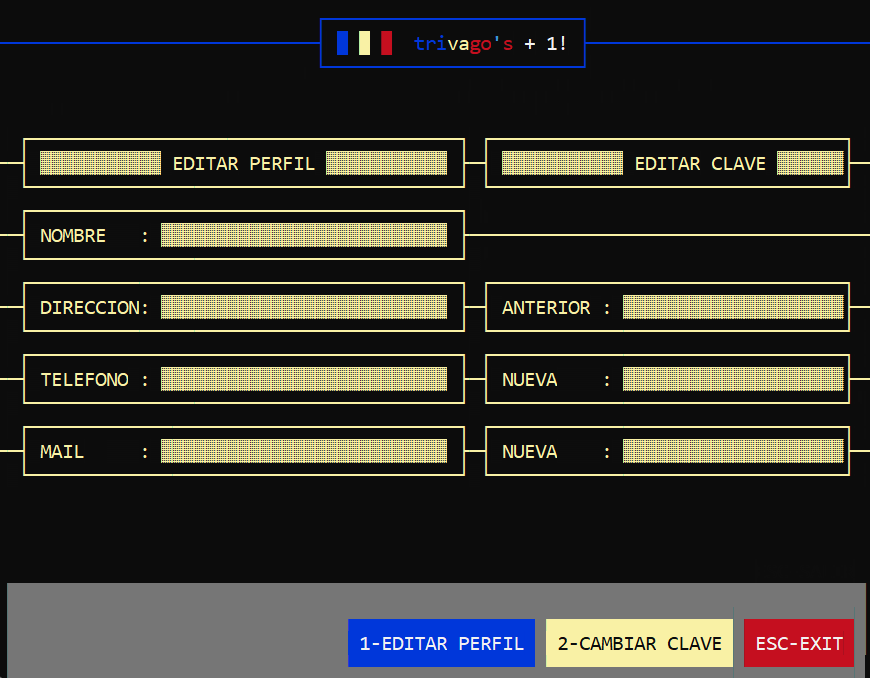 trivago's + 1!
EDITAR PERFIL
EDITAR CLAVE
NOMBRE :
DIRECCION:
ANTERIOR :
TELEFONO :
NUEVA :
MAIL :
NUEVA :
1-EDITAR PERFIL
2-CAMBIAR CLAVE
ESC-EXIT